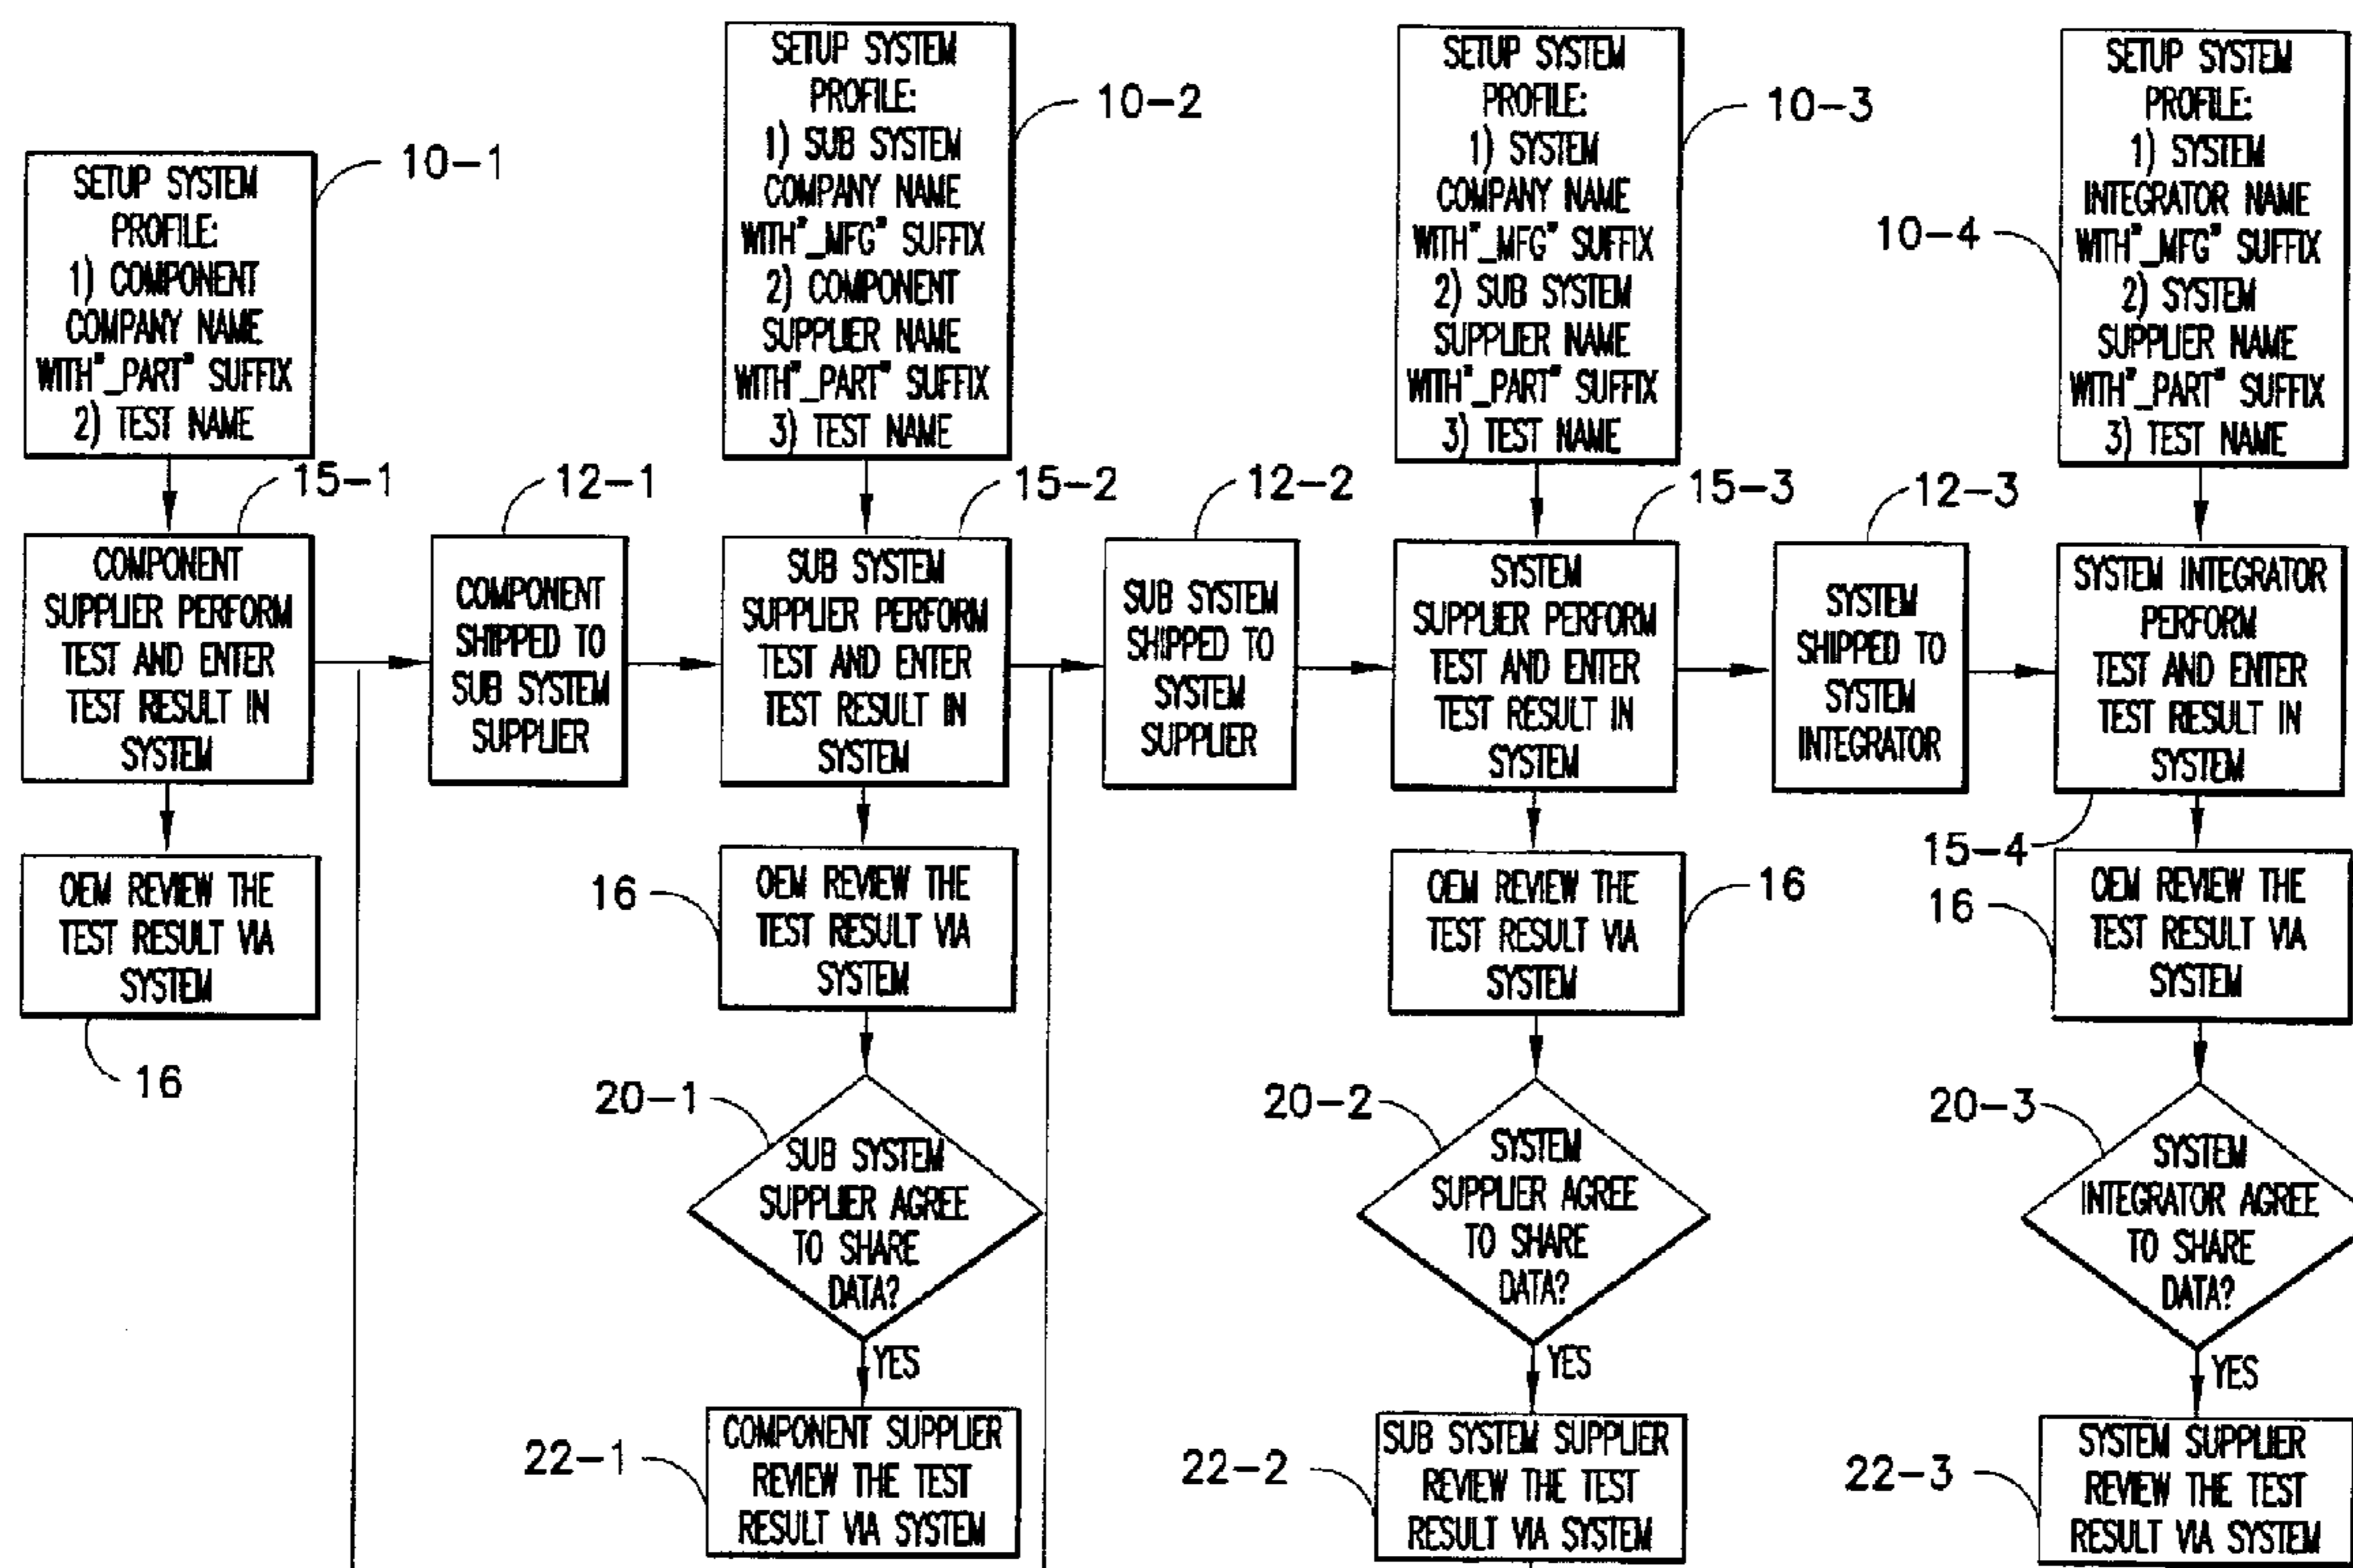 SETUP SYSTEM
PROFILE:
1) COMPONENT
COMPANY NAME
WITH"_PART" SUFFIX
2) TEST NAME
10-1
SETUP SYSTEM
PROFILE:
1) SUB SYSTEM
COMPANY NAME
WITH"_MFG" SUFFIX
2) COMPONENT
SUPPLIER NAME
WITH"_PART" SUFFIX
3) TEST NAME
10-2
SETUP SYSTEM
PROFILE:
1) SYSTEM
COMPANY NAME
WITH"_MFG" SUFFIX
2) SUB SYSTEM
SUPPLIER NAME
WITH"_PART" SUFFIX
3) TEST NAME
10-3
SETUP SYSTEM
PROFILE:
1) SYSTEM
INTEGRATOR NAME
WITH"_MFG" SUFFIX
2) SYSTEM
SUPPLIER NAME
WITH"_PART" SUFFIX
3) TEST NAME
10-4
15-1
COMPONENT
SUPPLIER PERFORM
TEST AND ENTER
TEST RESULT IN
SYSTEM
12-1
COMPONENT
SHIPPED TO
SUB SYSTEM
SUPPLIER
15-2
SUB SYSTEM
SUPPLIER PERFORM
TEST AND ENTER
TEST RESULT IN
SYSTEM
12-2
SUB SYSTEM
SHIPPED TO
SYSTEM
SUPPLIER
15-3
SYSTEM
SUPPLIER PERFORM
TEST AND ENTER
TEST RESULT IN
SYSTEM
12-3
SYSTEM
SHIPPED TO
SYSTEM
INTEGRATOR
SYSTEM INTEGRATOR
PERFORM
TEST AND ENTER
TEST RESULT IN
SYSTEM
15-4
OEM REVIEW THE
TEST RESULT VIA
SYSTEM
16
OEM REVIEW THE
TEST RESULT VIA
SYSTEM
16
OEM REVIEW THE
TEST RESULT VIA
SYSTEM
16
OEM REVIEW THE
TEST RESULT VIA
SYSTEM
16
20-1
SUB SYSTEM
SUPPLIER AGREE
TO SHARE
DATA?
YES
20-2
SYSTEM
SUPPLIER AGREE
TO SHARE
DATA?
YES
20-3
SYSTEM
INTEGRATOR AGREE
TO SHARE
DATA?
YES
22-1
COMPONENT SUPPLIER
REVIEW THE TEST
RESULT VIA SYSTEM
22-2
SUB SYSTEM SUPPLIER
REVIEW THE TEST
RESULT VIA SYSTEM
22-3
SYSTEM SUPPLIER
REVIEW THE TEST
RESULT VIA SYSTEM